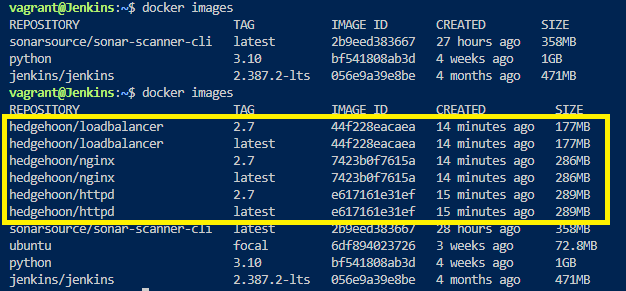 vagrant@Jenkins:~$ docker images
REPOSITORY TAG IMAGE ID CREATED SIZE
sonarsource/sonar-scanner-cli latest 2b9eed383667 27 hours ago 358MB
python 3.10 bf541808ab3d 4 weeks ago 1GB
jenkins/jenkins 2.387.2-lts 056e9a39e8be 4 months ago 471MB
vagrant@Jenkins:~$ docker images
REPOSITORY TAG IMAGE ID CREATED SIZE
hedgehoon/loadbalancer 2.7 44f228eacaea 14 minutes ago 177MB
hedgehoon/loadbalancer latest 44f228eacaea 14 minutes ago 177MB
hedgehoon/nginx 2.7 7423b0f7615a 14 minutes ago 286MB
hedgehoon/nginx latest 7423b0f7615a 14 minutes ago 286MB
hedgehoon/httpd 2.7 e617161e31ef 15 minutes ago 289MB
hedgehoon/httpd latest e617161e31ef 15 minutes ago 289MB
sonarsource/sonar-scanner-cli latest 2b9eed383667 28 hours ago 358MB
ubuntu focal 6df894023726 3 weeks ago 72.8MB
python 3.10 bf541808ab3d 4 weeks ago 1GB
jenkins/jenkins 2.387.2-lts 056e9a39e8be 4 months ago 471MB